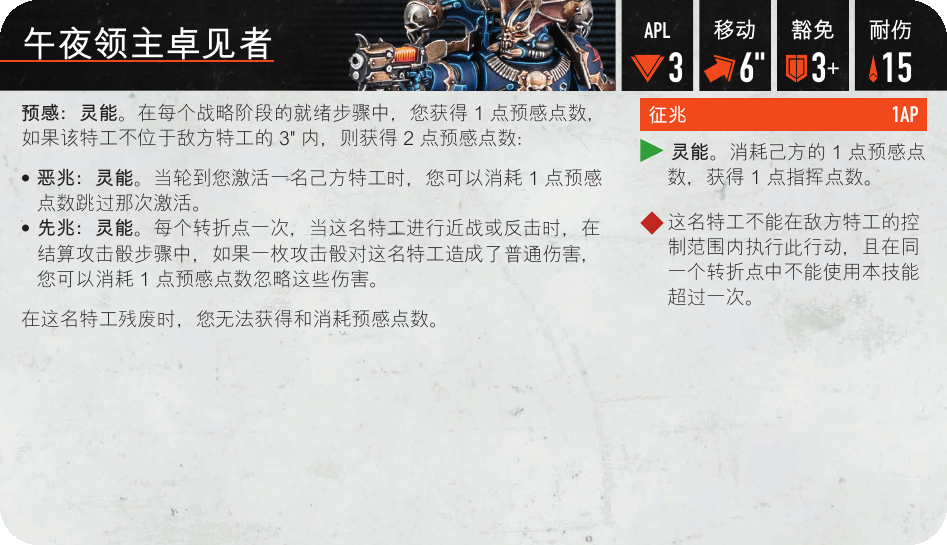 午夜领主卓见者
APL 移动 豁免 耐伤
3 6" 3+ 15
预感：灵能。在每个战略阶段的就绪步骤中，您获得 1 点预感点数，
如果该特工不位于敌方特工的 3" 内，则获得 2 点预感点数:
• 恶兆：灵能。当轮到您激活一名己方特工时，您可以消耗 1 点预感
点数跳过那次激活。
• 先兆：灵能。每个转折点一次，当这名特工进行近战或反击时，在
结算攻击骰步骤中，如果一枚攻击骰对这名特工造成了普通伤害，
您可以消耗 1 点预感点数忽略这些伤害。
在这名特工残废时，您无法获得和消耗预感点数。
征兆 1AP
灵能。消耗己方的 1 点预感点
数，获得 1 点指挥点数。
这名特工不能在敌方特工的控
制范围内执行此行动，且在同
一个转折点中不能使用本技能
超过一次。